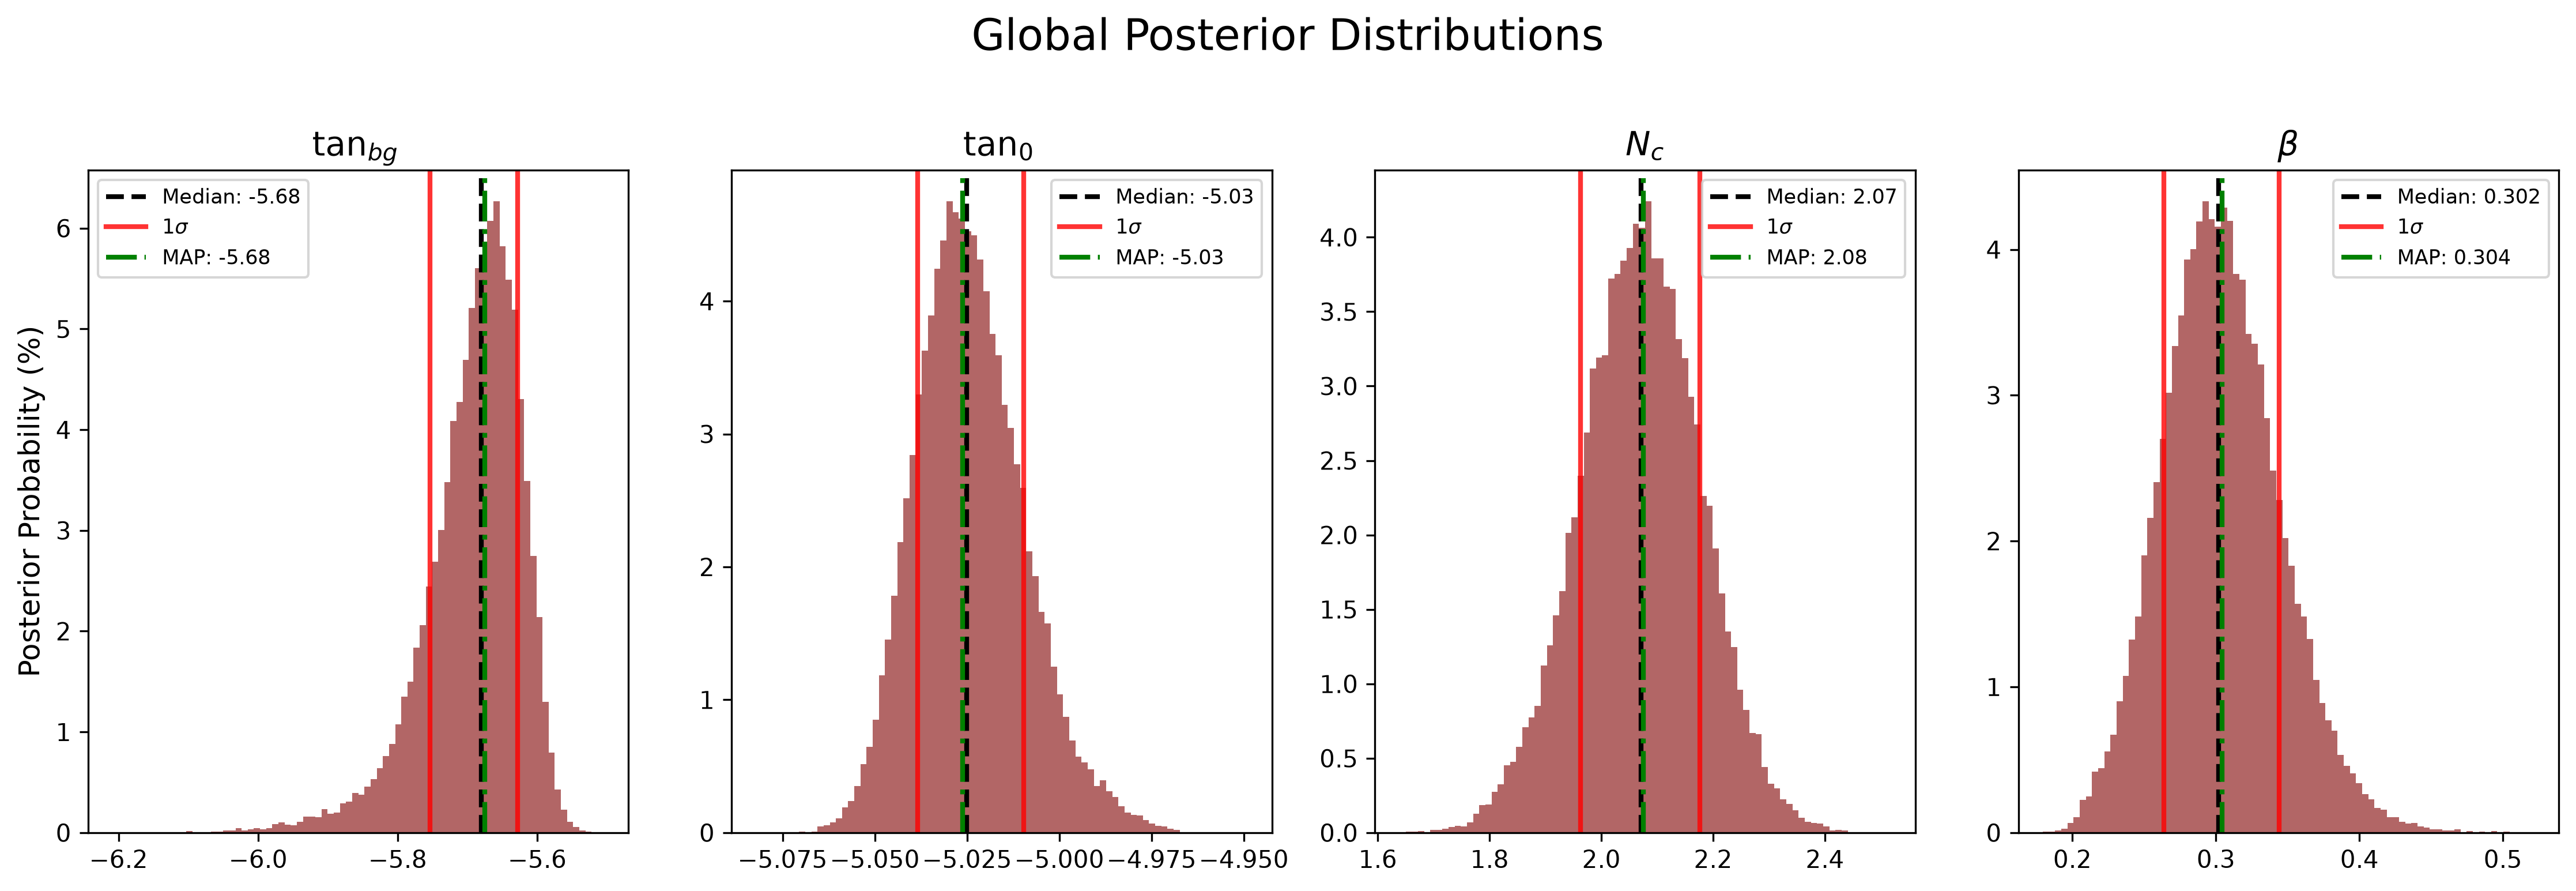 Global Posterior Distributions
tan_bg
Posterior Probability (%)
Median: -5.68
1σ
MAP: -5.68
6
5
4
3
2
1
0
−6.2 −6.0 −5.8 −5.6
tan_0
Median: -5.03
1σ
MAP: -5.03
4
3
2
1
0
−5.075 −5.050 −5.025 −5.000 −4.975 −4.950
N_c
Median: 2.07
1σ
MAP: 2.08
4.0
3.5
3.0
2.5
2.0
1.5
1.0
0.5
0.0
1.6 1.8 2.0 2.2 2.4
β
Median: 0.302
1σ
MAP: 0.304
4
3
2
1
0
0.2 0.3 0.4 0.5